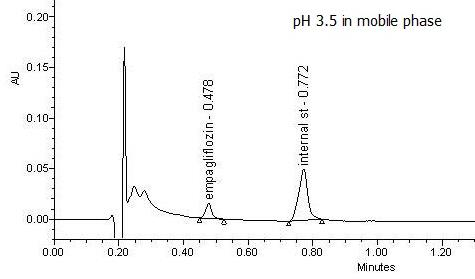 pH 3.5 in mobile phase
0.20
0.15
0.10
0.05
0.00
AU
empagliflozin - 0.478
internal st - 0.772
0.00 0.20 0.40 0.60 0.80 1.00 1.20
Minutes